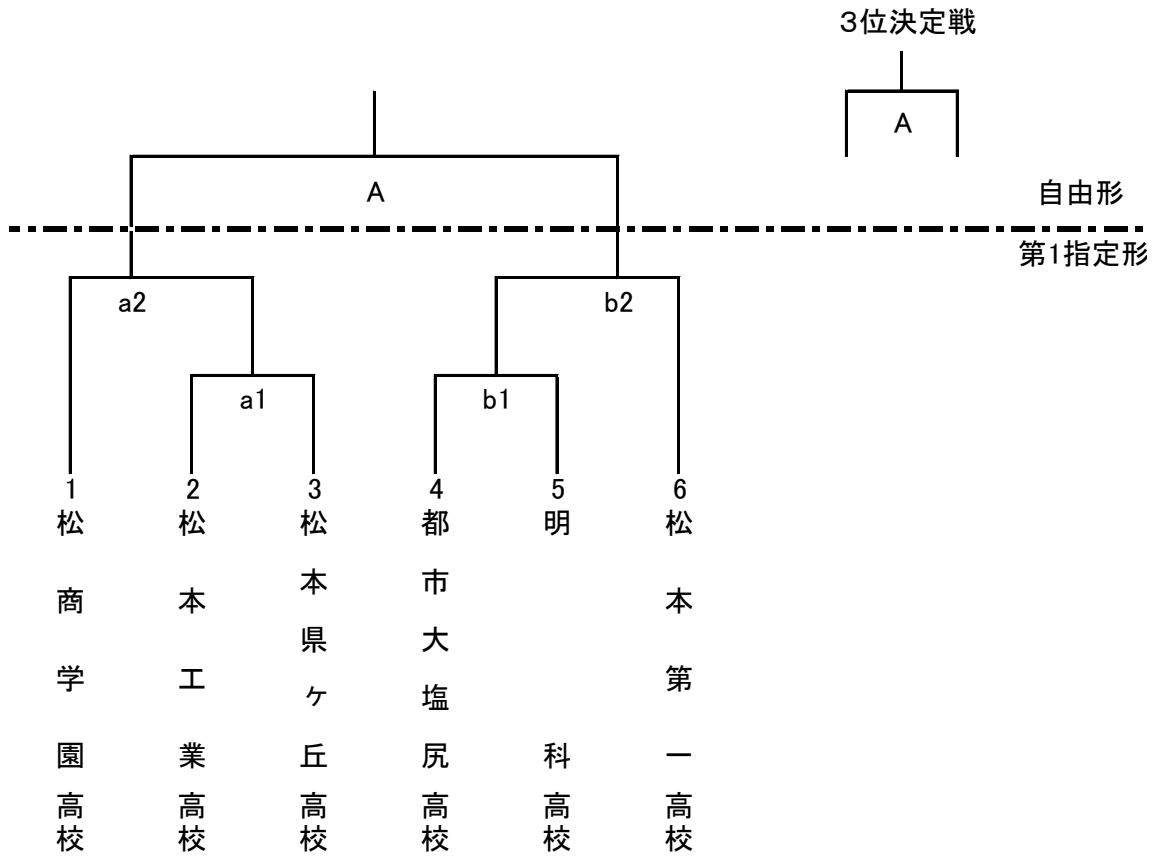 3位決定戦
A
A
自由形
第1指定形
a2
b2
a1
b1
1
松商学園高校
2
松本工業高校
3
松本県ヶ丘高校
4
都市大塩尻高校
5
明科高校
6
松本第一高校